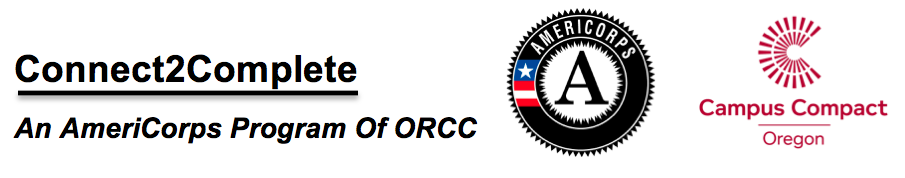 Connect2Complete
An AmeriCorps Program Of ORCC
AMERICORPS
A
Campus Compact
Oregon